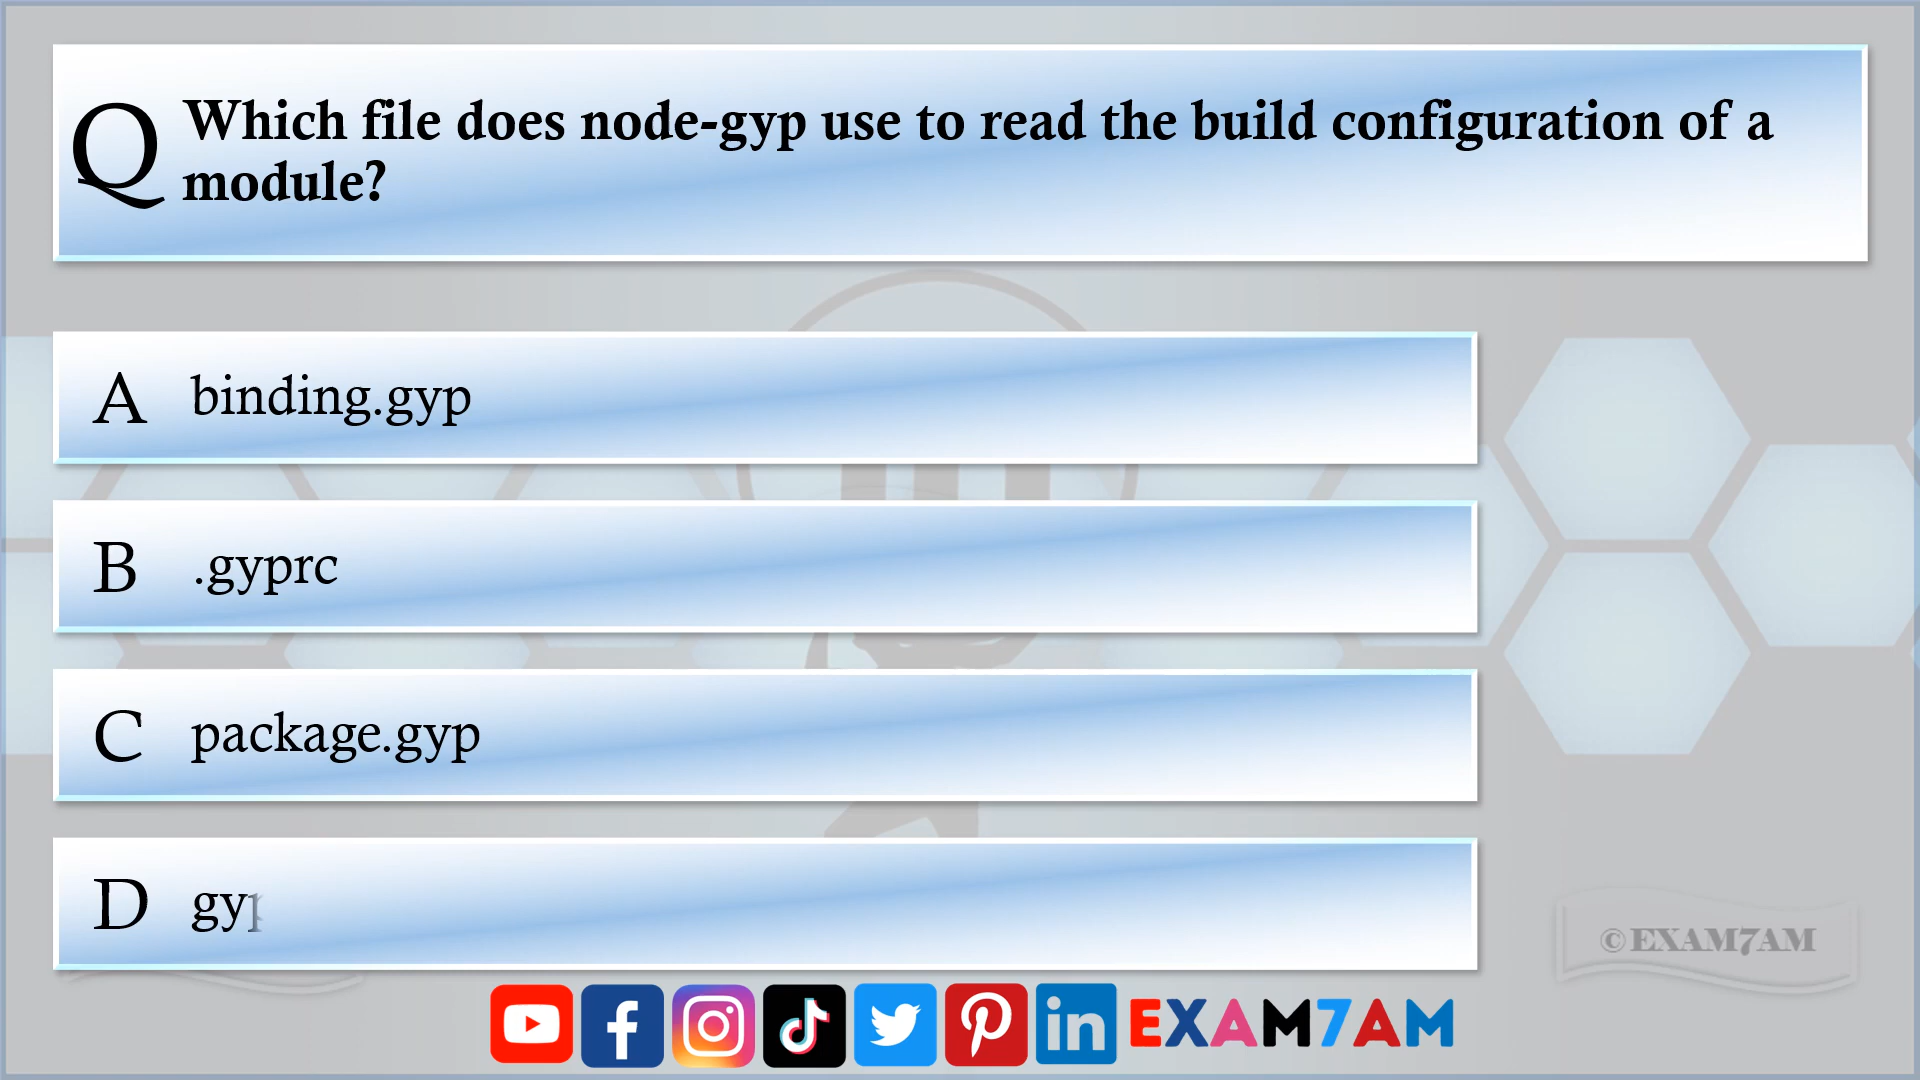 Q Which file does node-gyp use to read the build configuration of a
module?
A binding.gyp
B .gyprc
C package.gyp
D gyp
© EXAM7AM
EXAM7AM